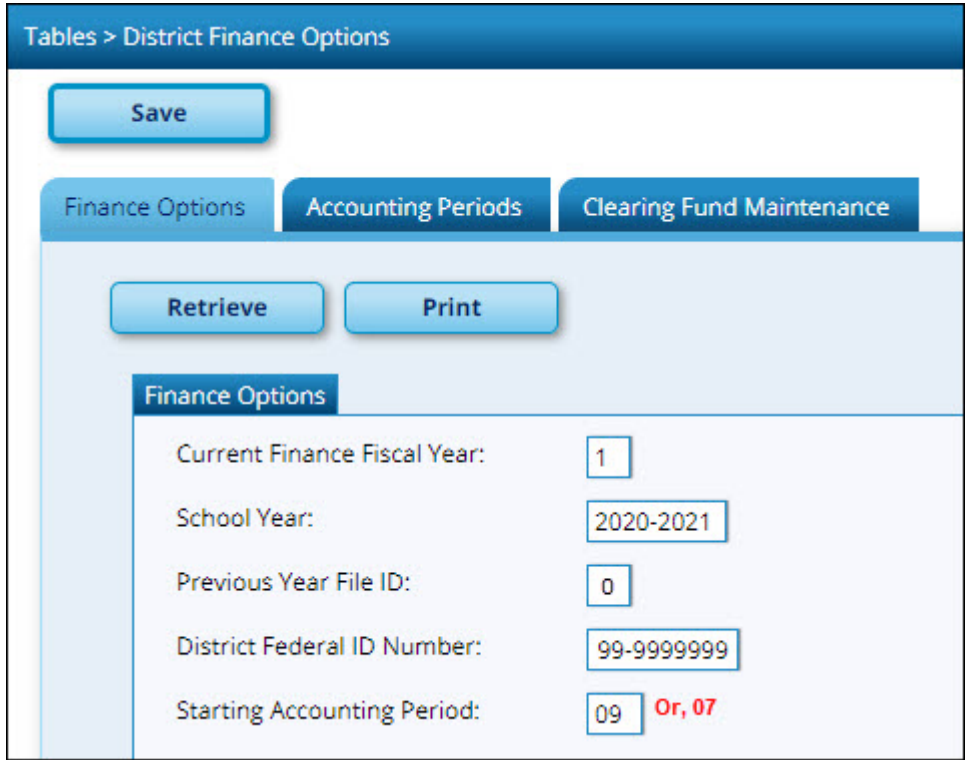 Tables > District Finance Options
Save
Finance Options
Accounting Periods
Clearing Fund Maintenance
Retrieve
Print
Finance Options
Current Finance Fiscal Year: 1
School Year: 2020-2021
Previous Year File ID: 0
District Federal ID Number: 99-9999999
Starting Accounting Period: 09 Or, 07